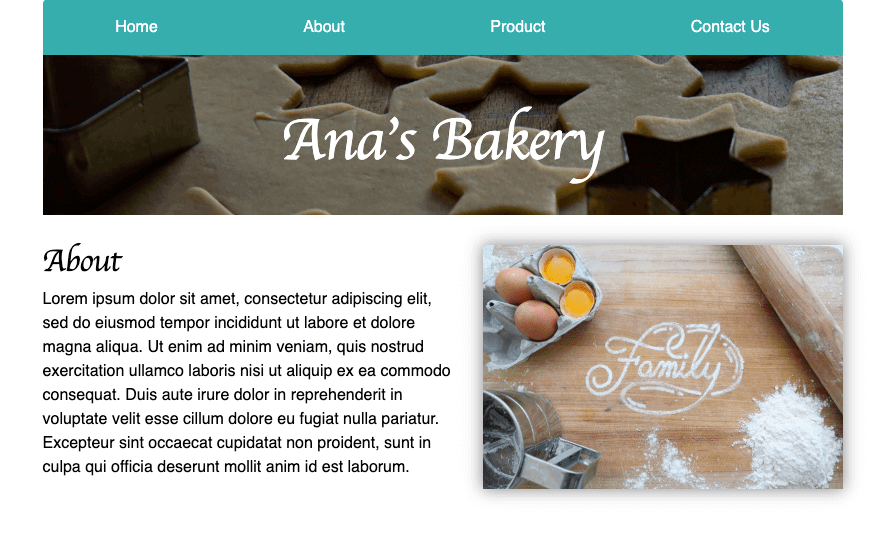 Home About Product Contact Us
Ana's Bakery
About
Lorem ipsum dolor sit amet, consectetur adipiscing elit,
sed do eiusmod tempor incididunt ut labore et dolore
magna aliqua. Ut enim ad minim veniam, quis nostrud
exercitation ullamco laboris nisi ut aliquip ex ea commodo
consequat. Duis aute irure dolor in reprehenderit in
voluptate velit esse cillum dolore eu fugiat nulla pariatur.
Excepteur sint occaecat cupidatat non proident, sunt in
culpa qui officia deserunt mollit anim id est laborum.
Family